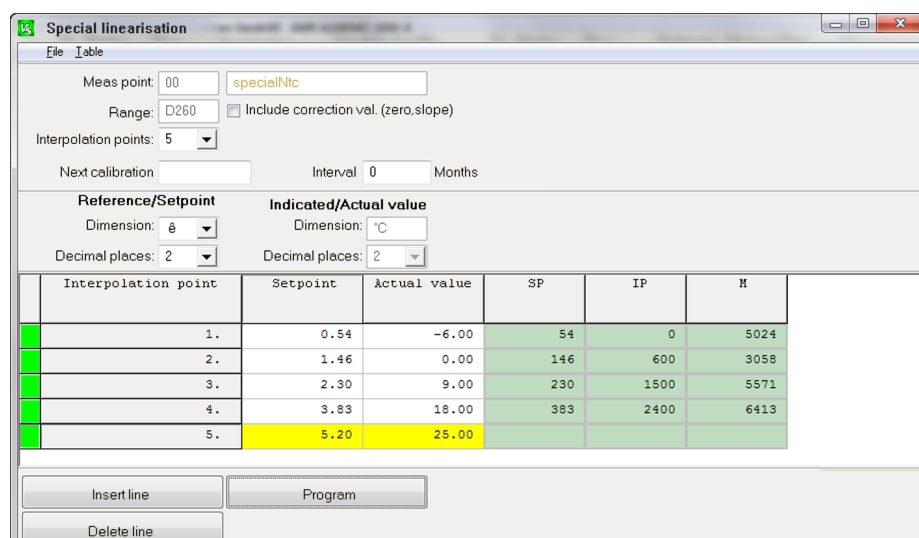 Special linearisation
File Table
Meas point: 00 specialNtc
Range: D260 Include correction val. (zero,slope)
Interpolation points: 5
Next calibration Interval 0 Months
Reference/Setpoint Indicated/Actual value
Dimension: ê Dimension: °C
Decimal places: 2 Decimal places: 2
Interpolation point Setpoint Actual value SP IP M
1. 0.54 -6.00 54 0 5024
2. 1.46 0.00 146 600 3058
3. 2.30 9.00 230 1500 5571
4. 3.83 18.00 383 2400 6413
5. 5.20 25.00
Insert line Program
Delete line